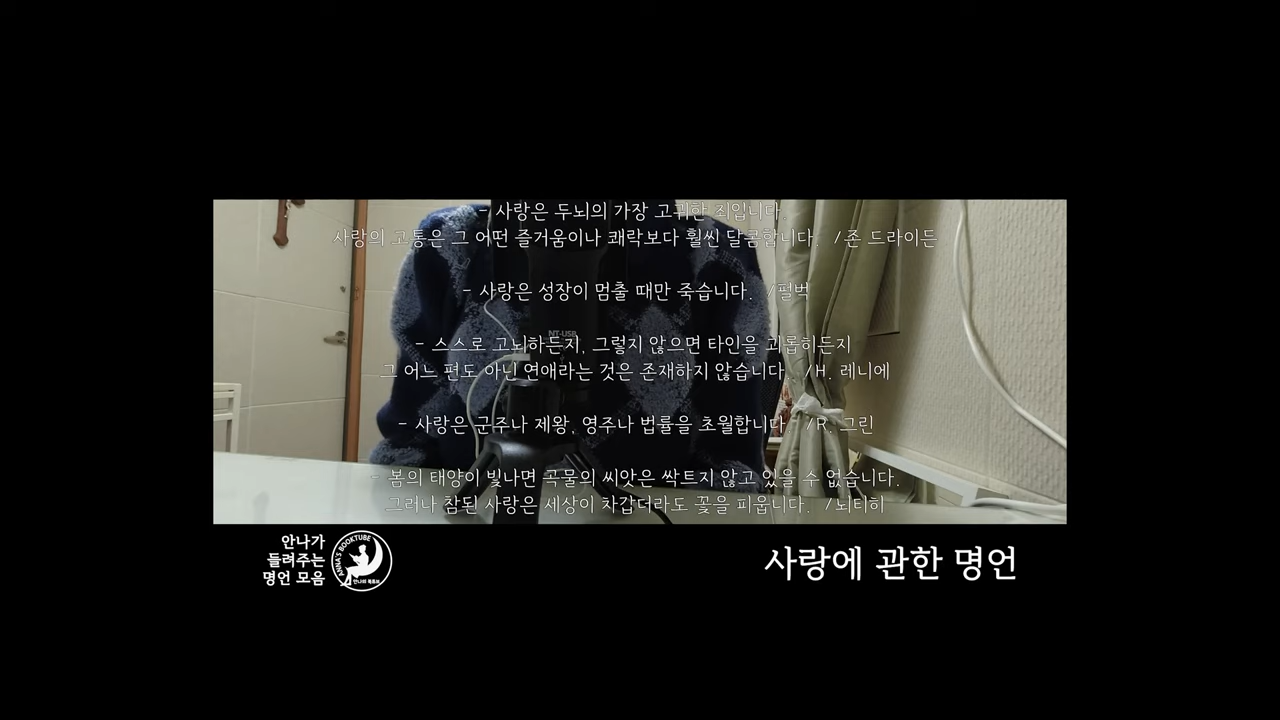 - 사랑은 두뇌의 가장 고귀한 죄입니다.
사랑의 고통은 그 어떤 즐거움이나 쾌락보다 훨씬 달콤합니다. /존 드라이든
- 사랑은 성장이 멈출 때만 죽습니다. /펄벅
NT-USB
- 스스로 고뇌하든지, 그렇지 않으면 타인을 괴롭히든지
그 어느 편도 아닌 연애라는 것은 존재하지 않습니다. /H. 레니에
- 사랑은 군주나 제왕, 영주나 법률을 초월합니다. /R. 그린
- 봄의 태양이 빛나면 곡물의 씨앗은 싹트지 않고 있을 수 없습니다.
그러나 참된 사랑은 세상이 차갑더라도 꽃을 피웁니다. /뇌티히
안나가
들려주는
명언 모음
ANNA'S BOOKTUBE
안나의 북튜브
사랑에 관한 명언